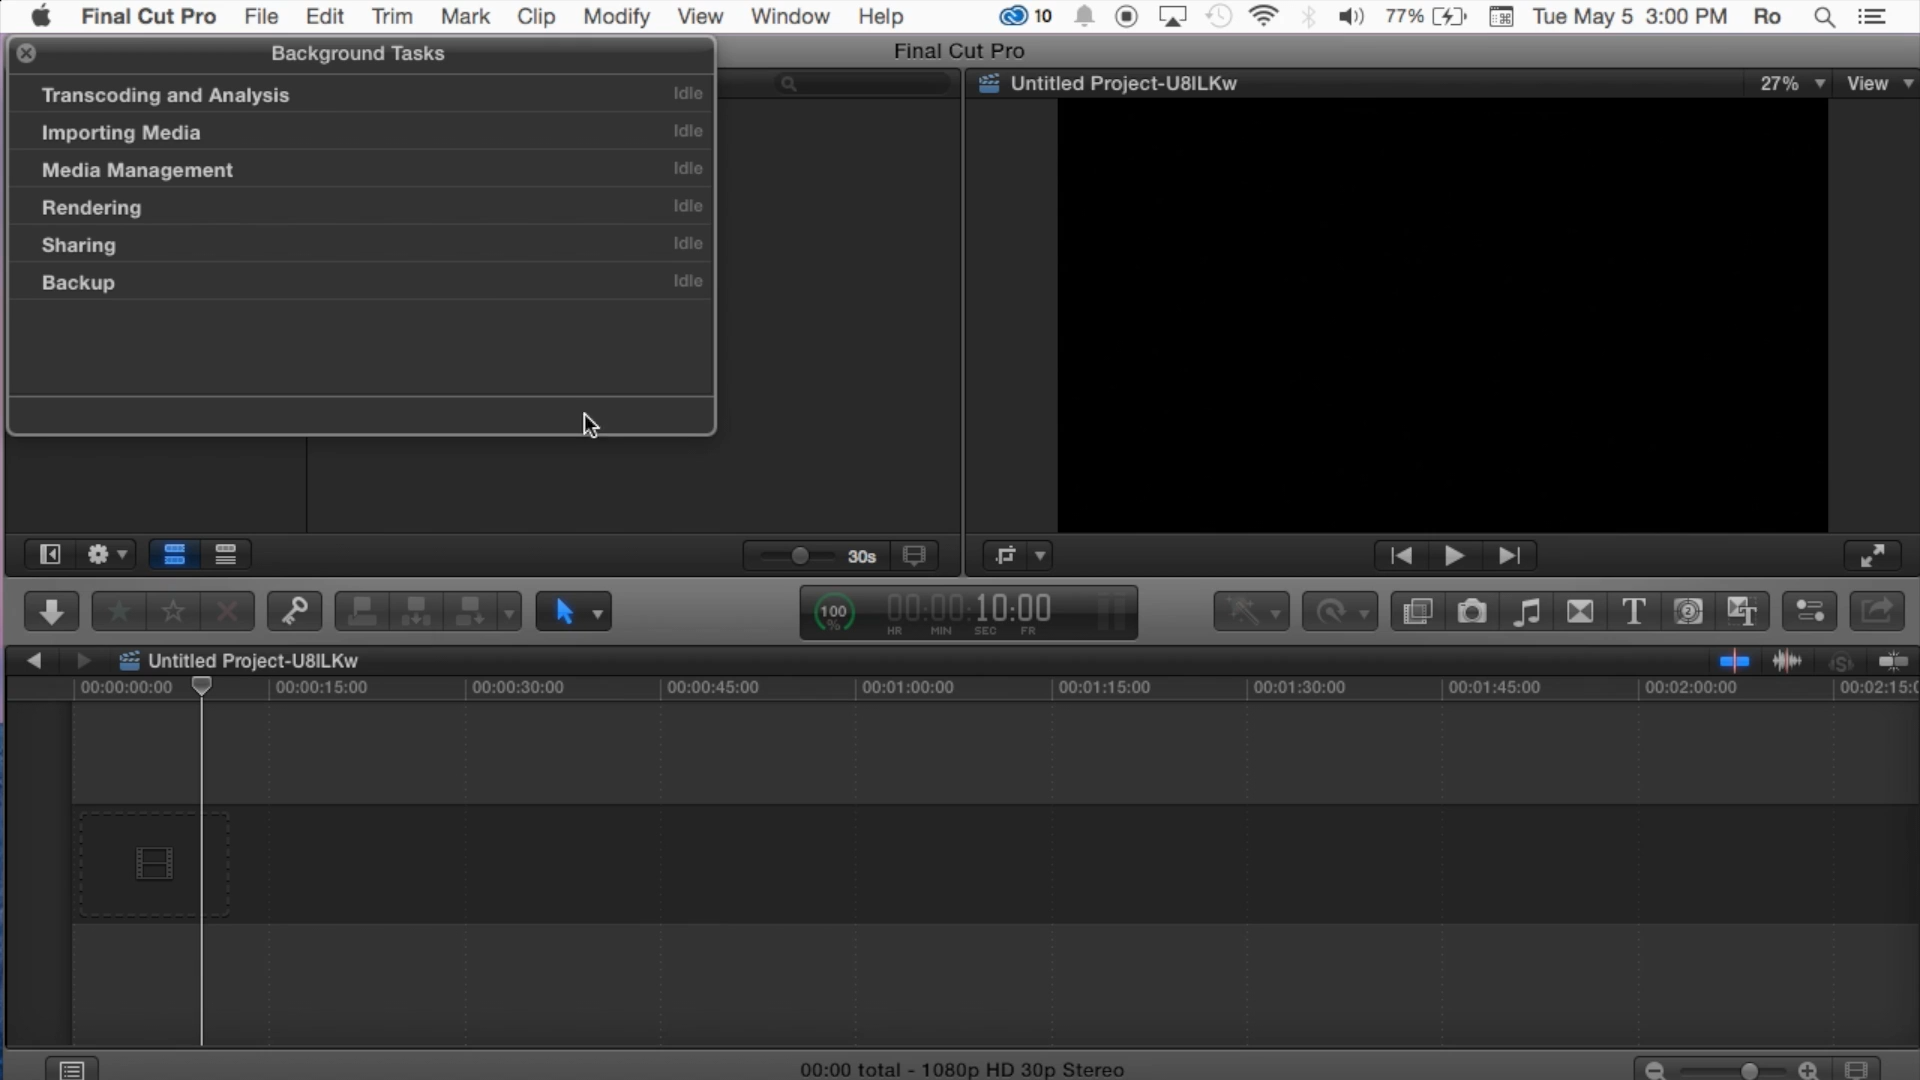 Final Cut Pro File Edit Trim Mark Clip Modify View Window Help 10 77% Tue May 5 3:00 PM Ro
Background Tasks
Final Cut Pro
Transcoding and Analysis Idle
Importing Media Idle
Media Management Idle
Rendering Idle
Sharing Idle
Backup Idle
Untitled Project-U8ILKw 27% View
30s
100 % 00:00:10:00
HR MIN SEC FR
Untitled Project-U8ILKw
00:00:00:00 00:00:15:00 00:00:30:00 00:00:45:00 00:01:00:00 00:01:15:00 00:01:30:00 00:01:45:00 00:02:00:00 00:02:15:0
00:00 total - 1080p HD 30p Stereo